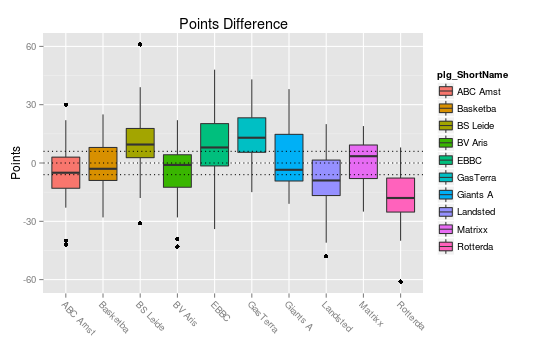 Points Difference
Points
60
30
0
-30
-60
ABC Amst
Basketba
BS Leide
BV Aris
EBBC
GasTerra
Giants A
Landsted
Matrixx
Rotterda
plg_ShortName
ABC Amst
Basketba
BS Leide
BV Aris
EBBC
GasTerra
Giants A
Landsted
Matrixx
Rotterda